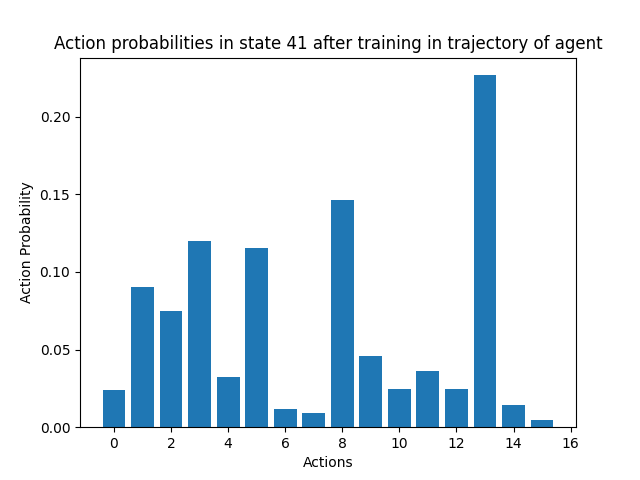 Action probabilities in state 41 after training in trajectory of agent
0.20
0.15
0.10
0.05
0.00
Action Probability
0 2 4 6 8 10 12 14 16
Actions